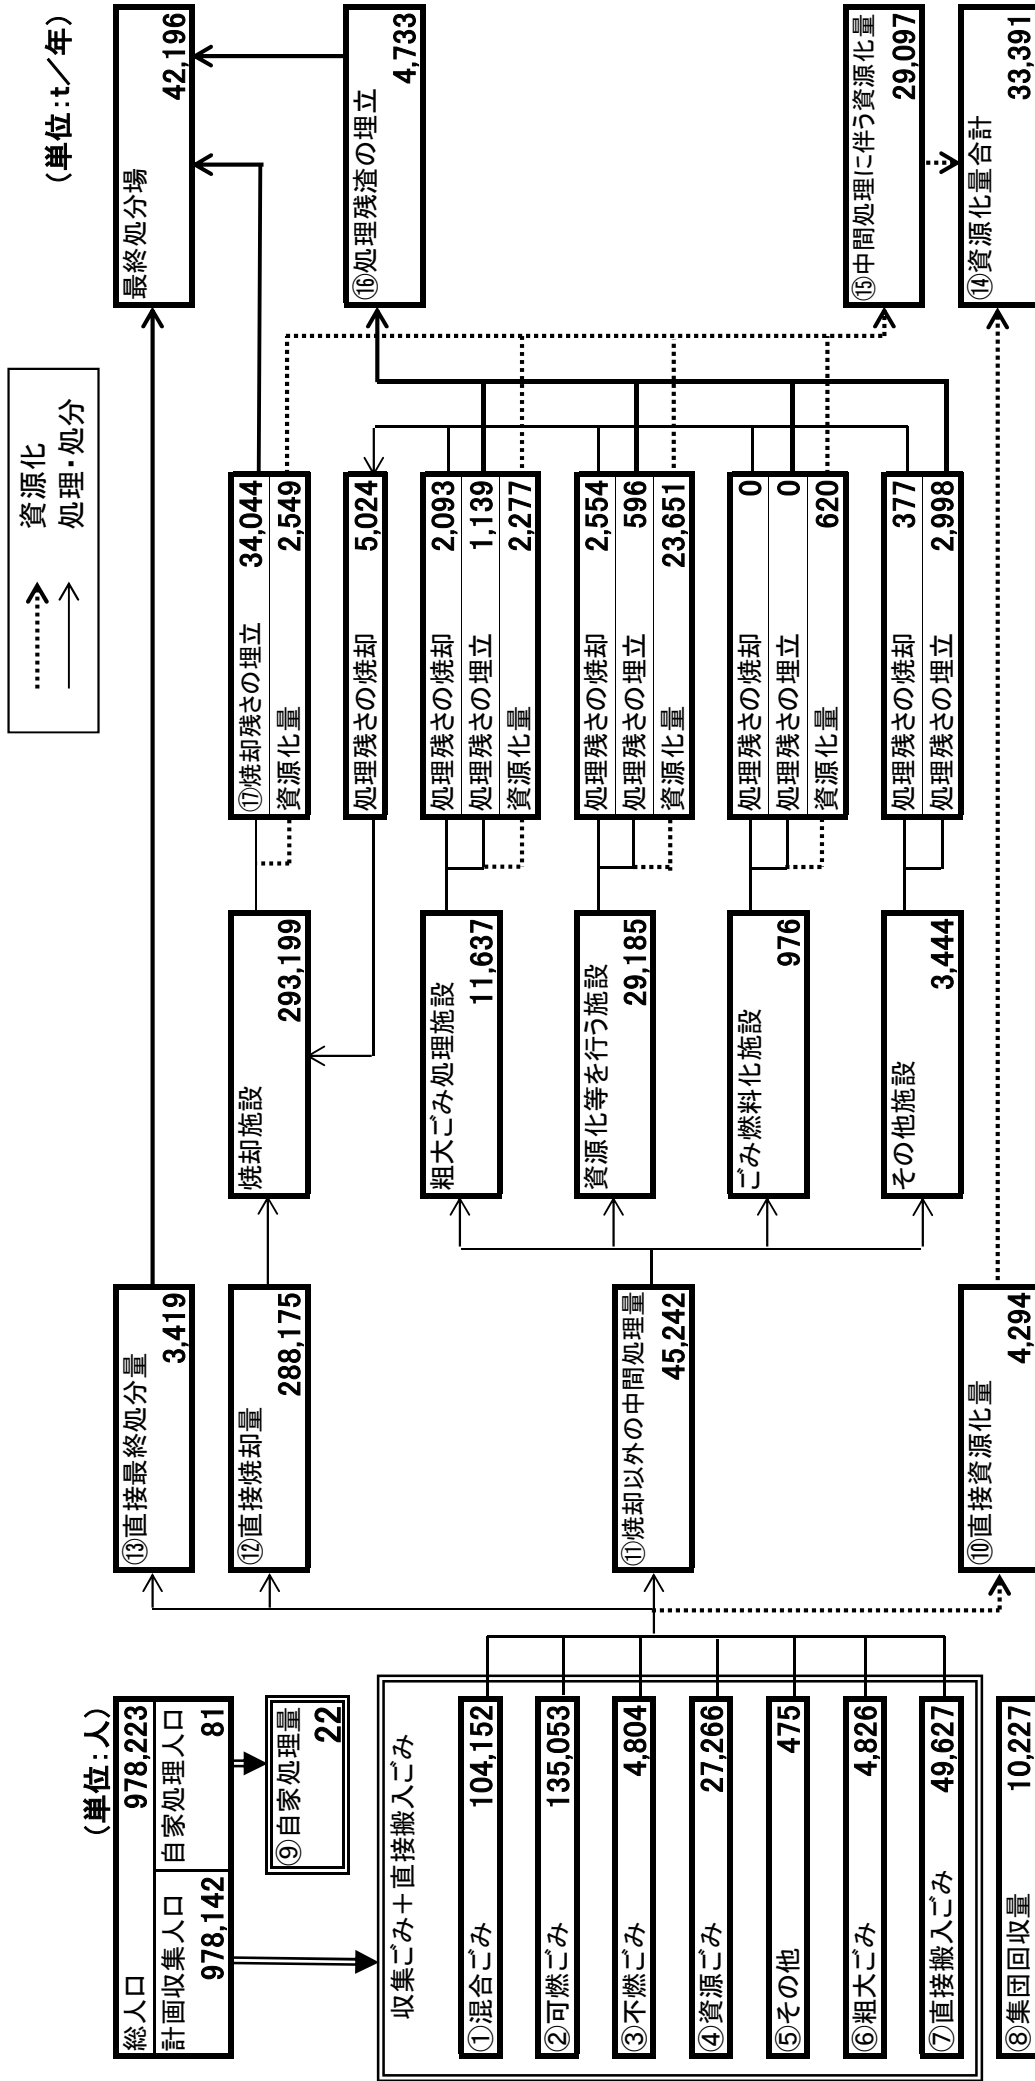 資源化
処理・処分
(単位:人)
(単位:t/年)
総人口 978,223
計画収集人口 978,142
自家処理人口 81
⑨自家処理量 22
収集ごみ+直接搬入ごみ
①混合ごみ 104,152
②可燃ごみ 135,053
③不燃ごみ 4,804
④資源ごみ 27,266
⑤その他 475
⑥粗大ごみ 4,826
⑦直接搬入ごみ 49,627
⑧集団回収量 10,227
⑬直接最終処分量 3,419
⑫直接焼却量 288,175
⑪焼却以外の中間処理量 45,242
⑩直接資源化量 4,294
焼却施設 293,199
粗大ごみ処理施設 11,637
資源化等を行う施設 29,185
ごみ燃料化施設 976
その他施設 3,444
⑰焼却残さの埋立 34,044
資源化量 2,549
処理残さの焼却 5,024
処理残さの焼却 2,093
処理残さの埋立 1,139
資源化量 2,277
処理残さの焼却 2,554
処理残さの埋立 596
資源化量 23,651
処理残さの焼却 0
処理残さの埋立 0
資源化量 620
処理残さの焼却 377
処理残さの埋立 2,998
最終処分場 42,196
⑯処理残渣の埋立 4,733
⑮中間処理に伴う資源化量 29,097
⑭資源化量合計 33,391